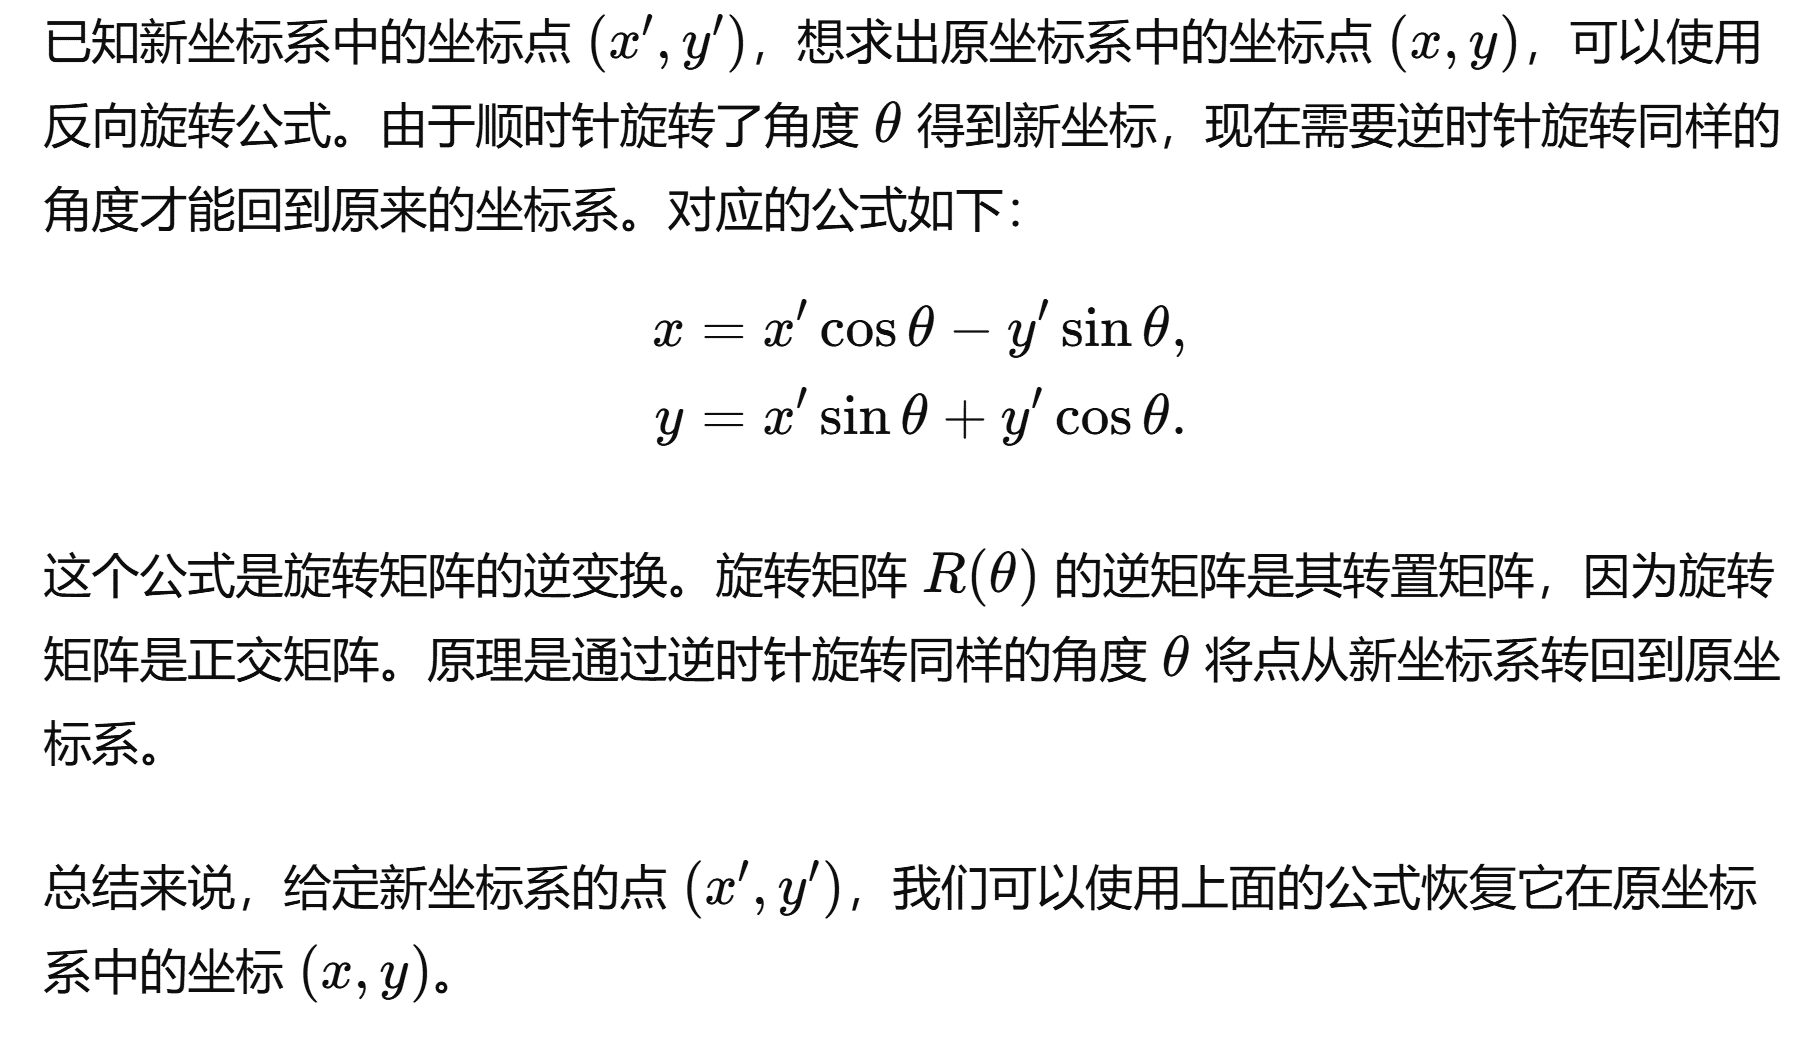 已知新坐标系中的坐标点 (x′, y′)，想求出原坐标系中的坐标点 (x, y)，可以使用
反向旋转公式。由于顺时针旋转了角度 θ 得到新坐标，现在需要逆时针旋转同样的
角度才能回到原来的坐标系。对应的公式如下：
x = x′ cos θ − y′ sin θ,
y = x′ sin θ + y′ cos θ.
这个公式是旋转矩阵的逆变换。旋转矩阵 R(θ) 的逆矩阵是其转置矩阵，因为旋转
矩阵是正交矩阵。原理是通过逆时针旋转同样的角度 θ 将点从新坐标系转回到原坐
标系。
总结来说，给定新坐标系的点 (x′, y′)，我们可以使用上面的公式恢复它在原坐标
系中的坐标 (x, y)。